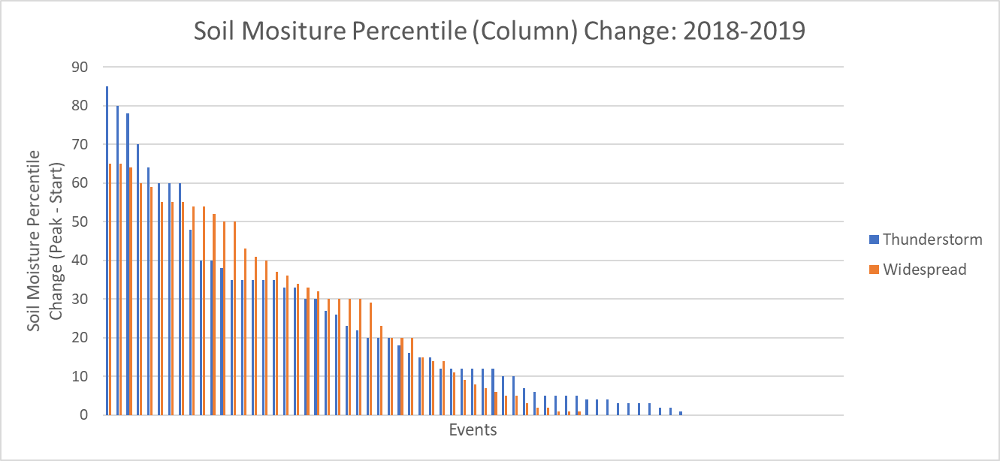 Soil Mositure Percentile (Column) Change: 2018-2019
Soil Moisture Percentile
Change (Peak - Start)
90
80
70
60
50
40
30
20
10
0
Events
Thunderstorm
Widespread